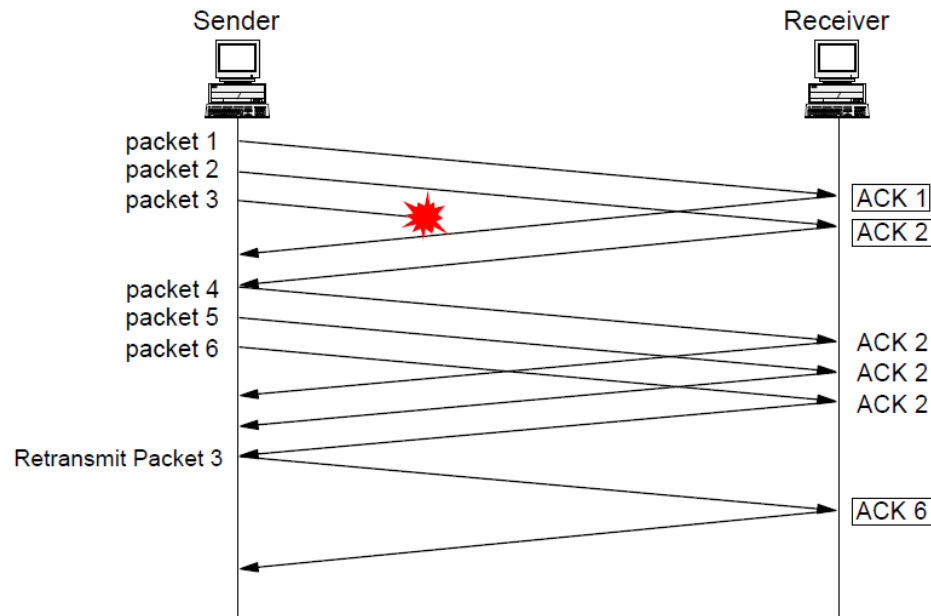 Sender
Receiver
packet 1
packet 2
packet 3
ACK 1
ACK 2
packet 4
packet 5
packet 6
ACK 2
ACK 2
ACK 2
Retransmit Packet 3
ACK 6